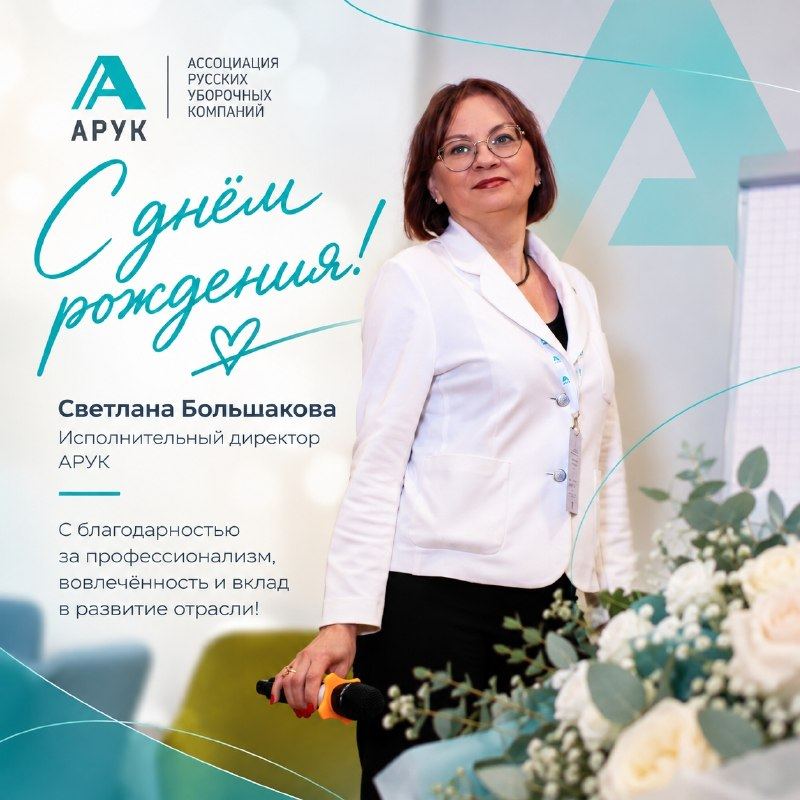 АРУК
АССОЦИАЦИЯ
РУССКИХ
УБОРОЧНЫХ
КОМПАНИЙ
С днём
рождения!
Светлана Большакова
Исполнительный директор
АРУК
С благодарностью
за профессионализм,
вовлечённость и вклад
в развитие отрасли!